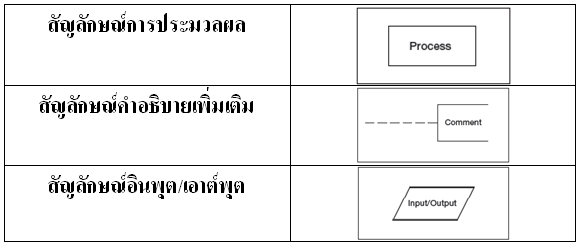 สัญลักษณ์การประมวลผล
Process
สัญลักษณ์คำอธิบายเพิ่มเติม
Comment
สัญลักษณ์อินพุต/เอาต์พุต
Input/Output